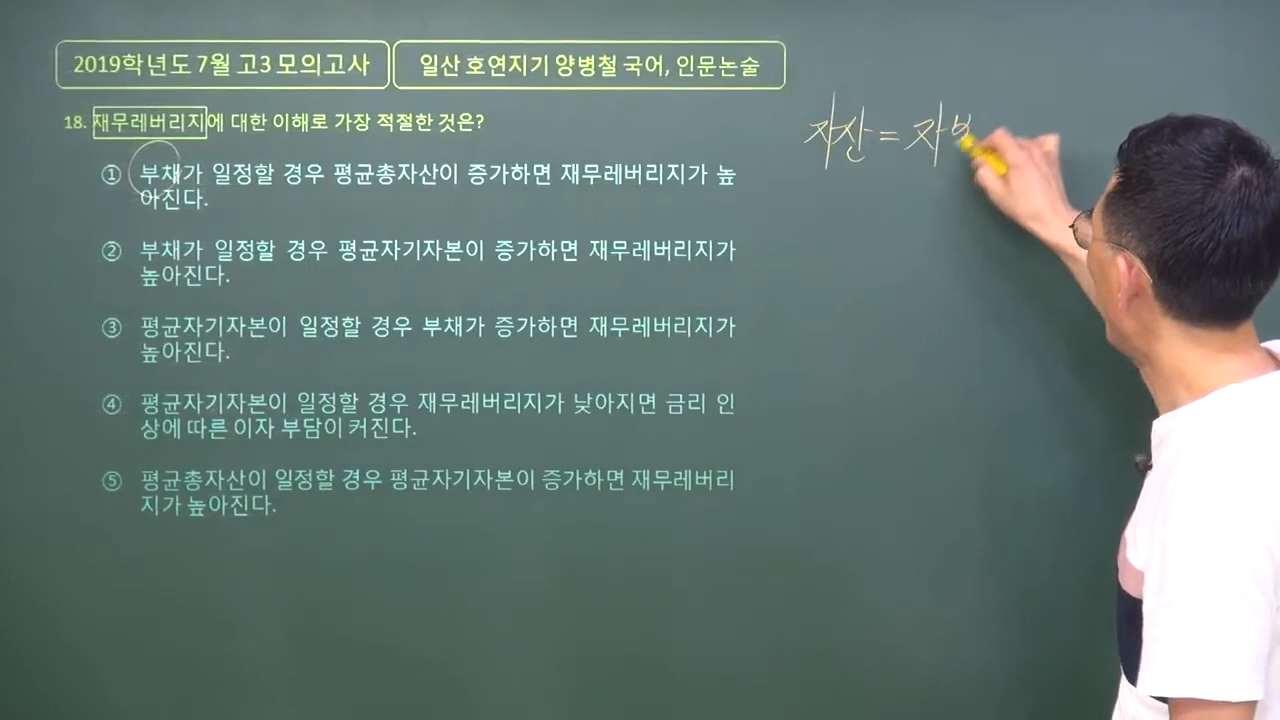 2019학년도 7월 고3 모의고사
일산 호연지기 양병철 국어, 인문논술
18. 재무레버리지에 대한 이해로 가장 적절한 것은?
① 부채가 일정할 경우 평균총자산이 증가하면 재무레버리지가 높
아진다.
② 부채가 일정할 경우 평균자기자본이 증가하면 재무레버리지가
높아진다.
③ 평균자기자본이 일정할 경우 부채가 증가하면 재무레버리지가
높아진다.
④ 평균자기자본이 일정할 경우 재무레버리지가 낮아지면 금리 인
상에 따른 이자 부담이 커진다.
⑤ 평균총자산이 일정할 경우 평균자기자본이 증가하면 재무레버리
지가 높아진다.
자산 = 자